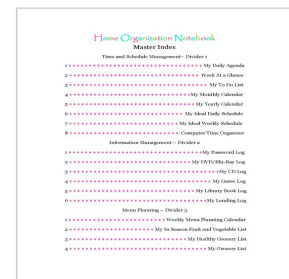 Home Organization Notebook
Master Index
Time and Schedule Management~ Divider 1
1 My Daily Agenda
2 Week At a Glance
3 My To Do List
4 My Monthly Calendar
5 My Yearly Calendar
6 My Ideal Daily Schedule
7 My Ideal Weekly Schedule
8 Computer Time Organizer
Information Management ~ Divider 2
1 My Password Log
2 My DVD/Blu-Ray Log
3 My CD Log
4 My Game Log
5 My Library Book Log
6 My Lending Log
Menu Planning ~ Divider 3
1 Weekly Menu Planning Calendar
2 My In Season Fruit and Vegetable List
3 My Healthy Grocery List
4 My Grocery List